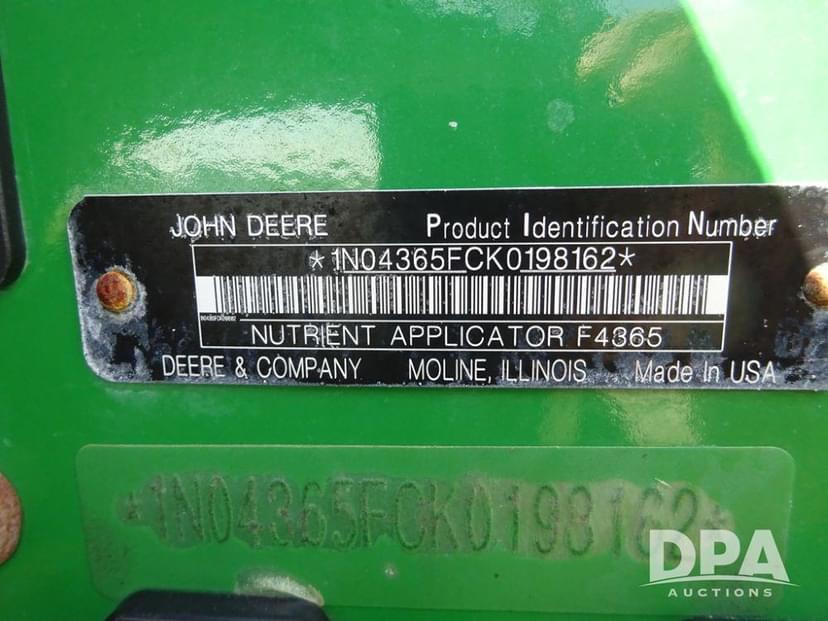 JOHN DEERE Product Identification Number
*1N04365FCK0198162*
NUTRIENT APPLICATOR F4365
DEERE & COMPANY MOLINE, ILLINOIS Made In USA
*1N04365FCK0198162*
DPA
AUCTIONS